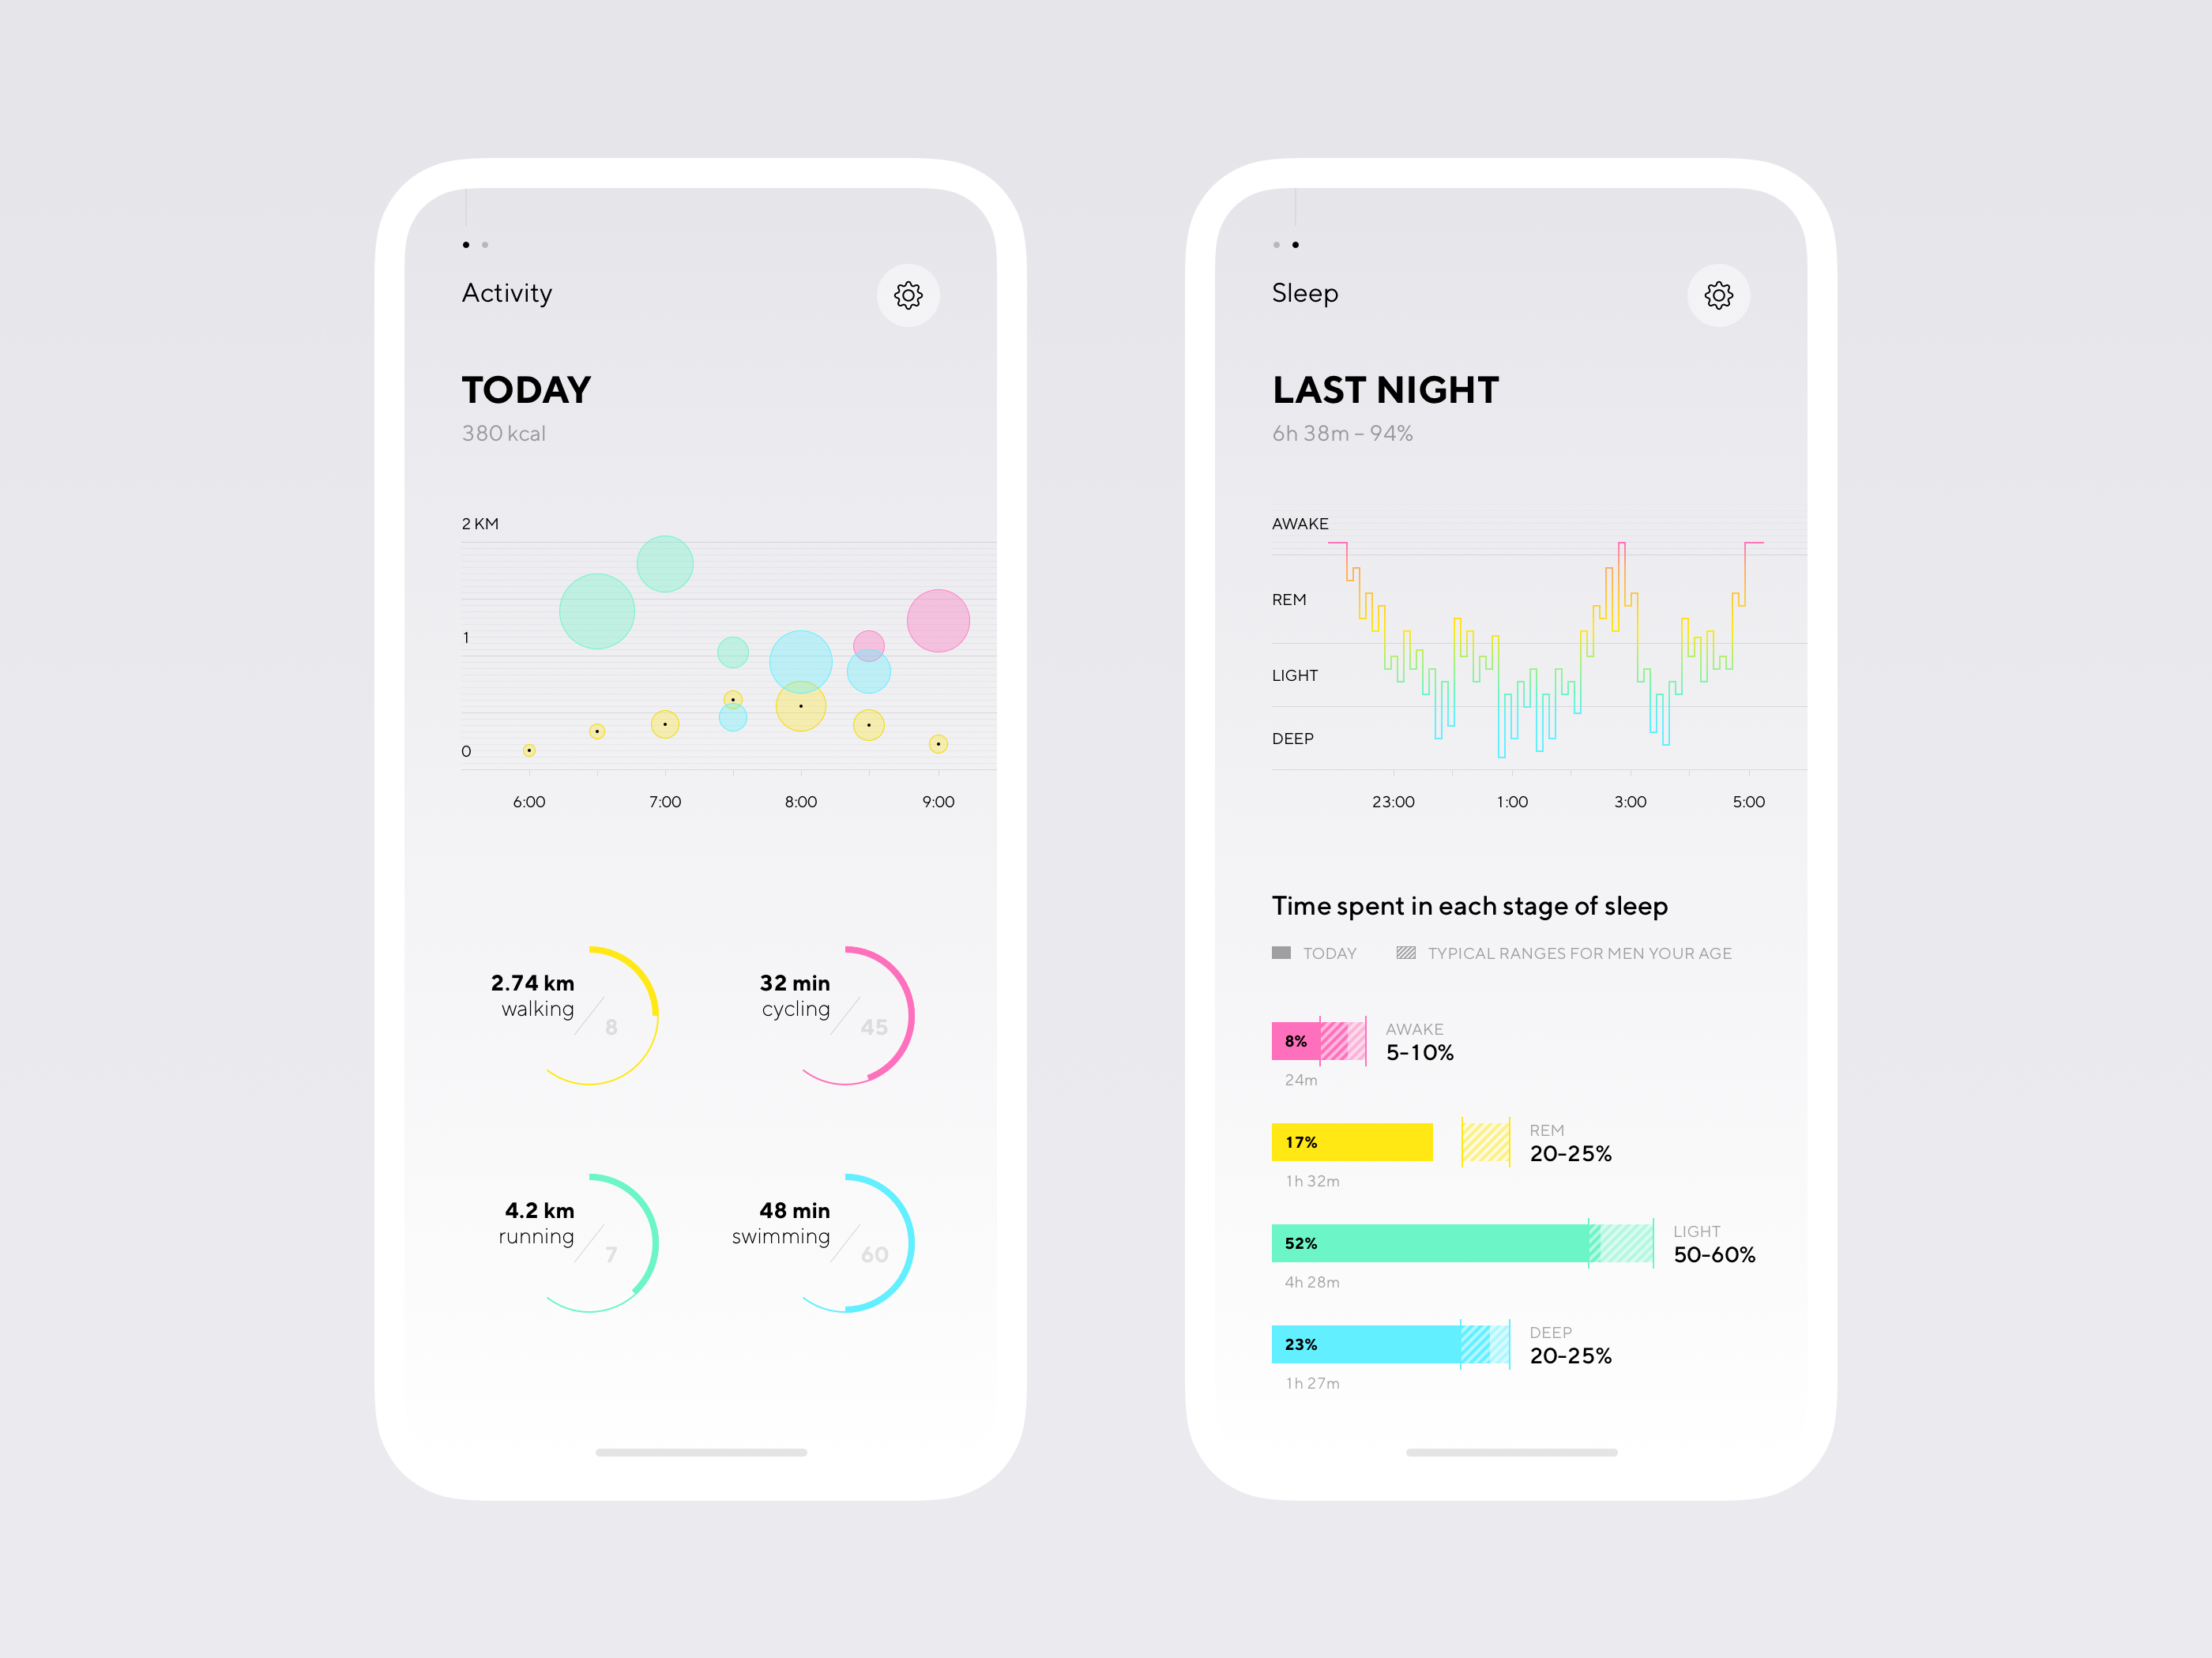 Activity
TODAY
380 kcal
2 KM
1
0
6:00 7:00 8:00 9:00
2.74 km
walking
8
32 min
cycling
45
4.2 km
running
7
48 min
swimming
60
Sleep
LAST NIGHT
6h 38m – 94%
AWAKE
REM
LIGHT
DEEP
23:00 1:00 3:00 5:00
Time spent in each stage of sleep
TODAY TYPICAL RANGES FOR MEN YOUR AGE
8%
24m
AWAKE
5-10%
17%
1h 32m
REM
20-25%
52%
4h 28m
LIGHT
50-60%
23%
1h 27m
DEEP
20-25%